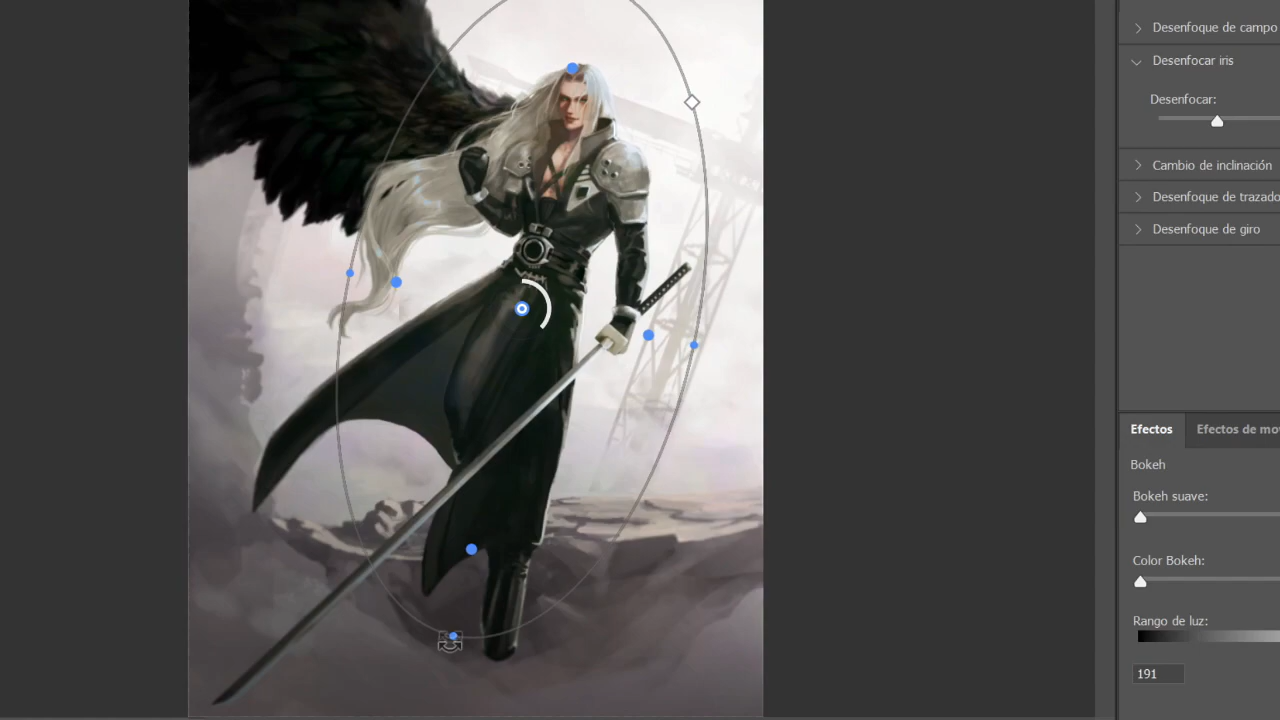 Desenfoque de campo
Desenfocar iris
Desenfocar:
Cambio de inclinación
Desenfoque de trazado
Desenfoque de giro
Efectos
Efectos de mov
Bokeh
Bokeh suave:
Color Bokeh:
Rango de luz:
191